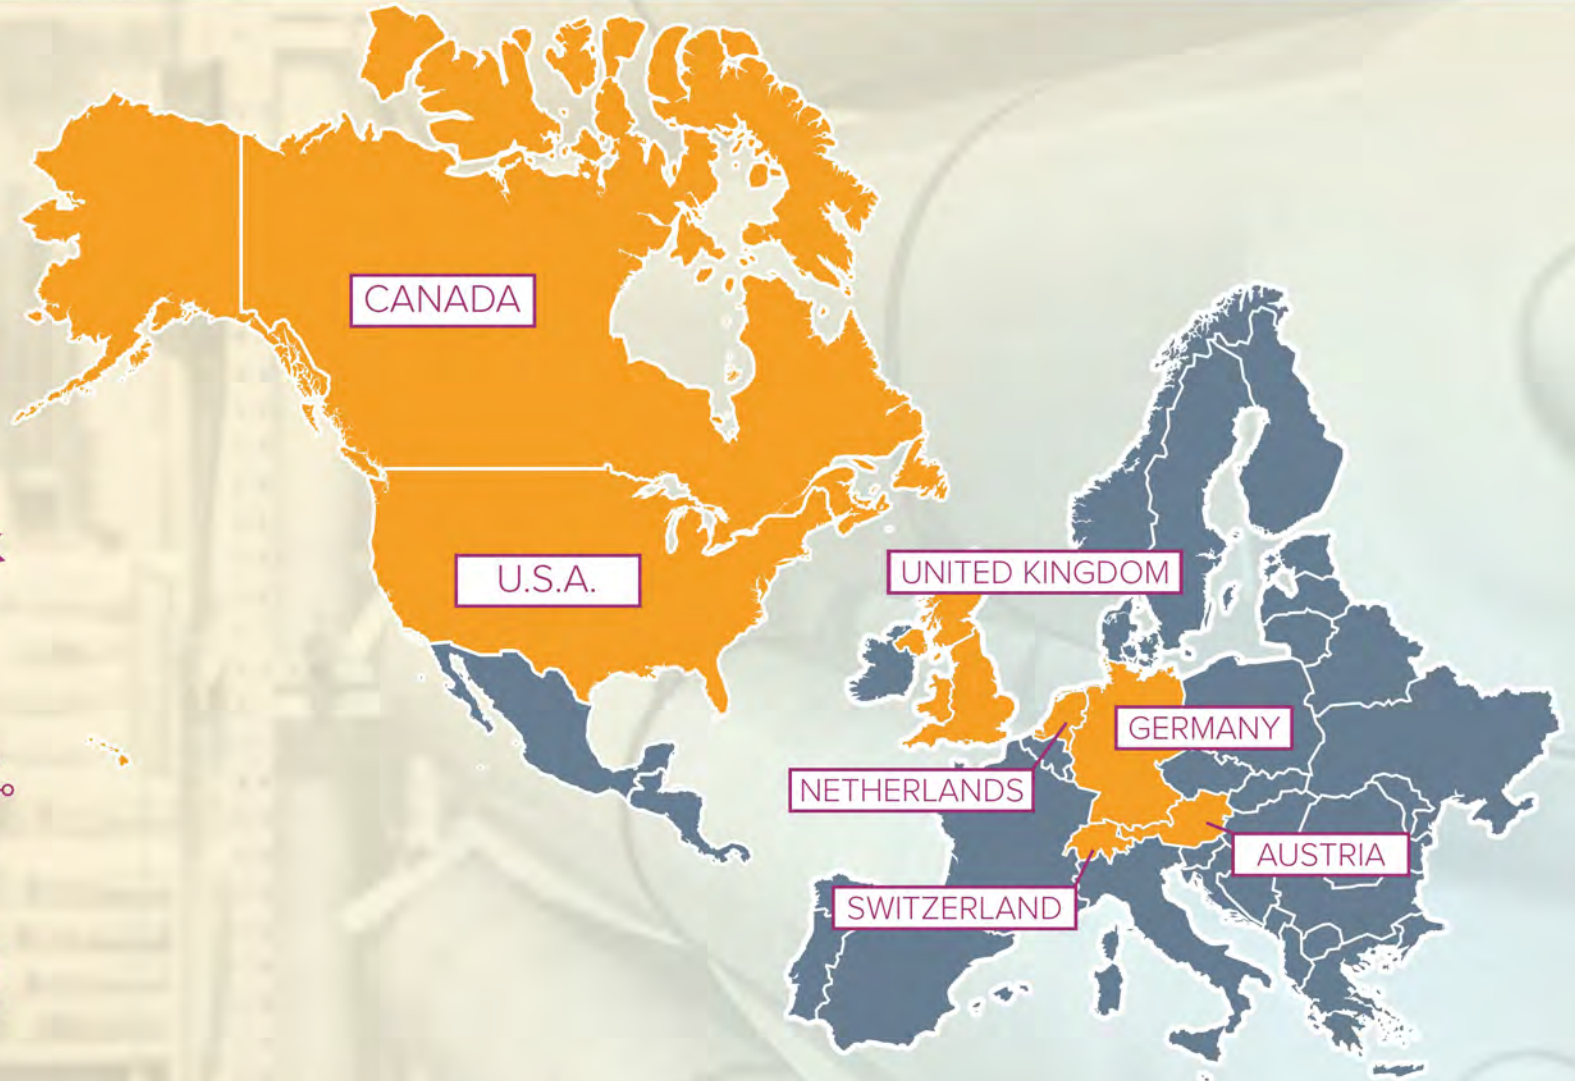 CANADA
U.S.A.
UNITED KINGDOM
GERMANY
NETHERLANDS
AUSTRIA
SWITZERLAND